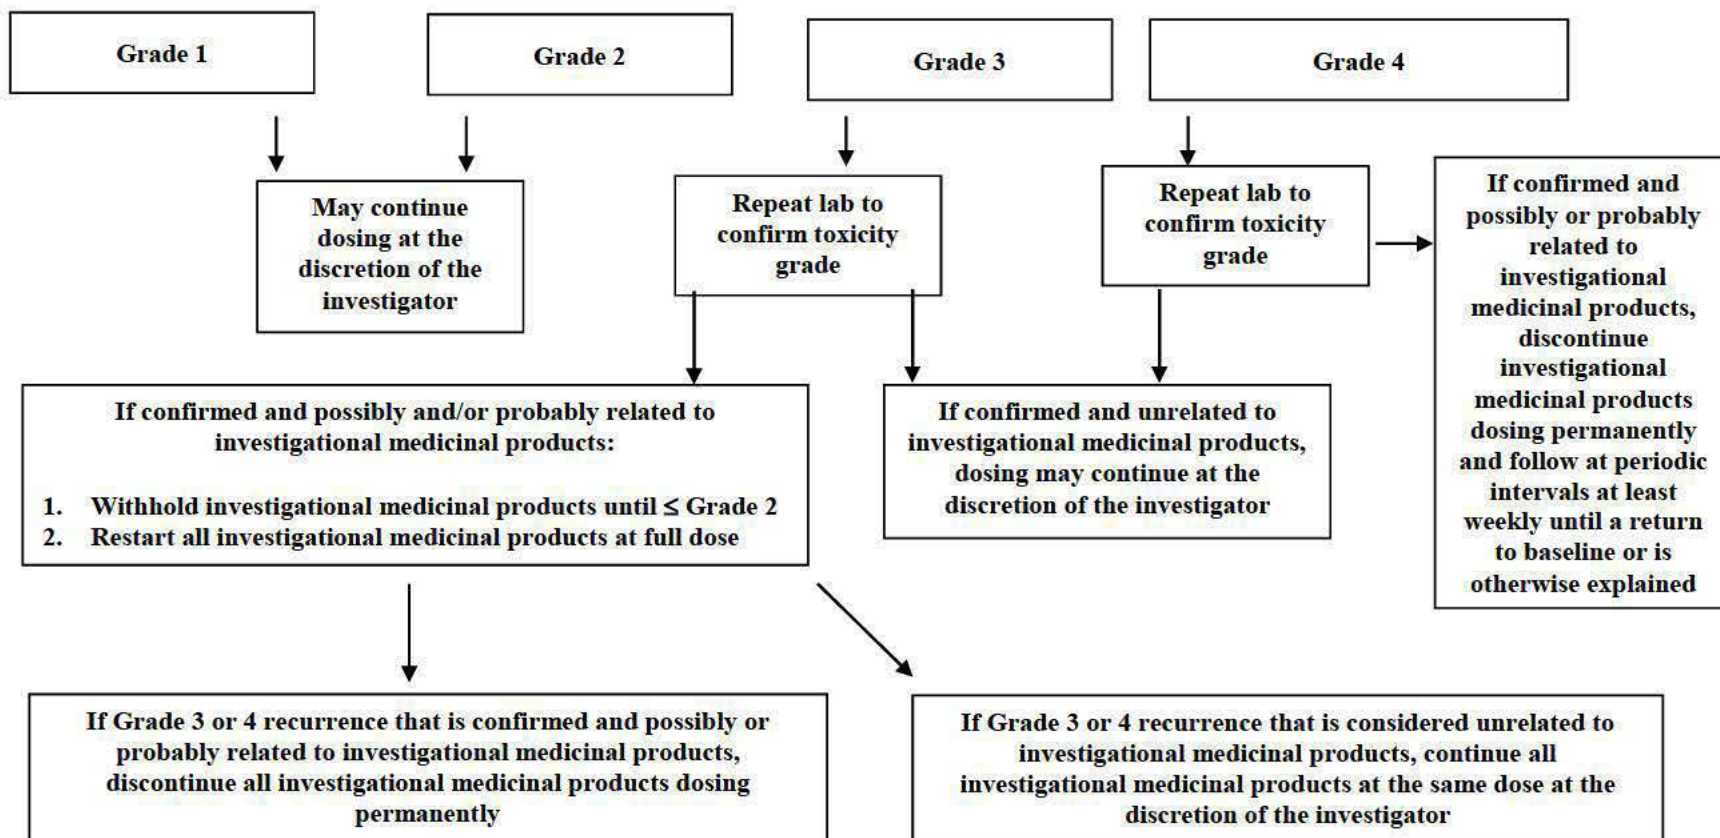 Grade 1
Grade 2
Grade 3
Grade 4
May continue
dosing at the
discretion of the
investigator
Repeat lab to
confirm toxicity
grade
Repeat lab to
confirm toxicity
grade
If confirmed and
possibly or probably
related to
investigational
medicinal products,
discontinue
investigational
medicinal products
dosing permanently
and follow at periodic
intervals at least
weekly until a return
to baseline or is
otherwise explained
If confirmed and possibly and/or probably related to
investigational medicinal products:
1. Withhold investigational medicinal products until ≤ Grade 2
2. Restart all investigational medicinal products at full dose
If confirmed and unrelated to
investigational medicinal products,
dosing may continue at the
discretion of the investigator
If Grade 3 or 4 recurrence that is confirmed and possibly or
probably related to investigational medicinal products,
discontinue all investigational medicinal products dosing
permanently
If Grade 3 or 4 recurrence that is considered unrelated to
investigational medicinal products, continue all
investigational medicinal products at the same dose at the
discretion of the investigator